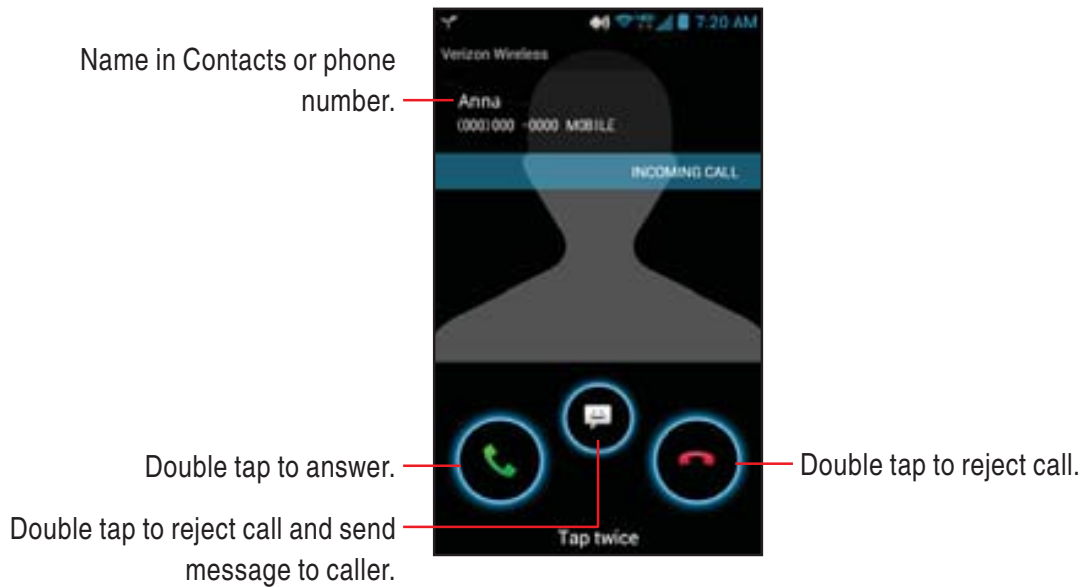 7:20 AM
Verizon Wireless
Name in Contacts or phone
number.
Anna
(000)000 -0000 MOBILE
INCOMING CALL
Double tap to answer.
Double tap to reject call.
Double tap to reject call and send
message to caller.
Tap twice